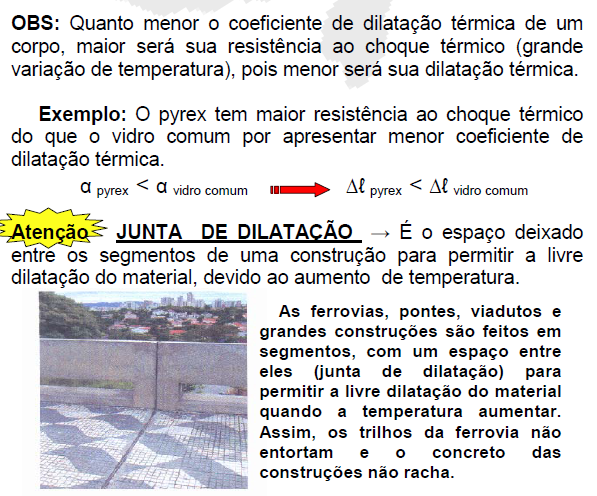 OBS: Quanto menor o coeficiente de dilatação térmica de um
corpo, maior será sua resistência ao choque térmico (grande
variação de temperatura), pois menor será sua dilatação térmica.
Exemplo: O pyrex tem maior resistência ao choque térmico
do que o vidro comum por apresentar menor coeficiente de
dilatação térmica.
α pyrex < α vidro comum Δℓ pyrex < Δℓ vidro comum
Atenção JUNTA DE DILATAÇÃO → É o espaço deixado
entre os segmentos de uma construção para permitir a livre
dilatação do material, devido ao aumento de temperatura.
As ferrovias, pontes, viadutos e
grandes construções são feitos em
segmentos, com um espaço entre
eles (junta de dilatação) para
permitir a livre dilatação do material
quando a temperatura aumentar.
Assim, os trilhos da ferrovia não
entortam e o concreto das
construções não racha.